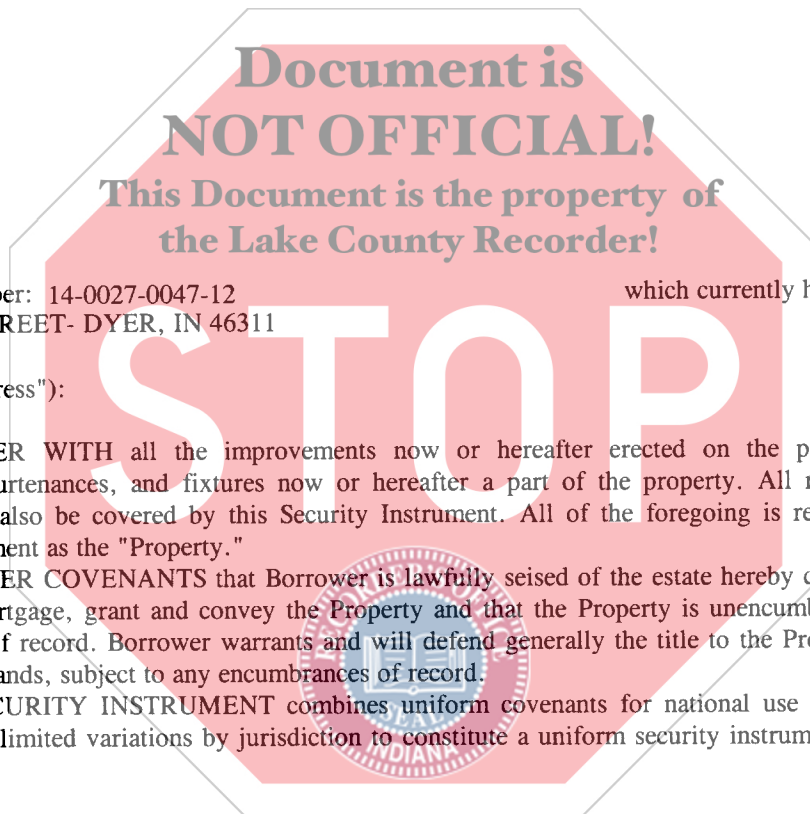 Document is
NOT OFFICIAL!
This Document is the property of
the Lake County Recorder!
per: 14-0027-0047-12 which currently h
REET- DYER, IN 46311
ress"):
STOP
ER WITH all the improvements now or hereafter erected on the p
urtenances, and fixtures now or hereafter a part of the property. All r
also be covered by this Security Instrument. All of the foregoing is re
nent as the "Property."
ER COVENANTS that Borrower is lawfully seised of the estate hereby c
rtgage, grant and convey the Property and that the Property is unencumb
f record. Borrower warrants and will defend generally the title to the Pro
ands, subject to any encumbrances of record.
CURITY INSTRUMENT combines uniform covenants for national use
limited variations by jurisdiction to constitute a uniform security instrum
RECORDER'S OFFICE
SEAL
INDIANA